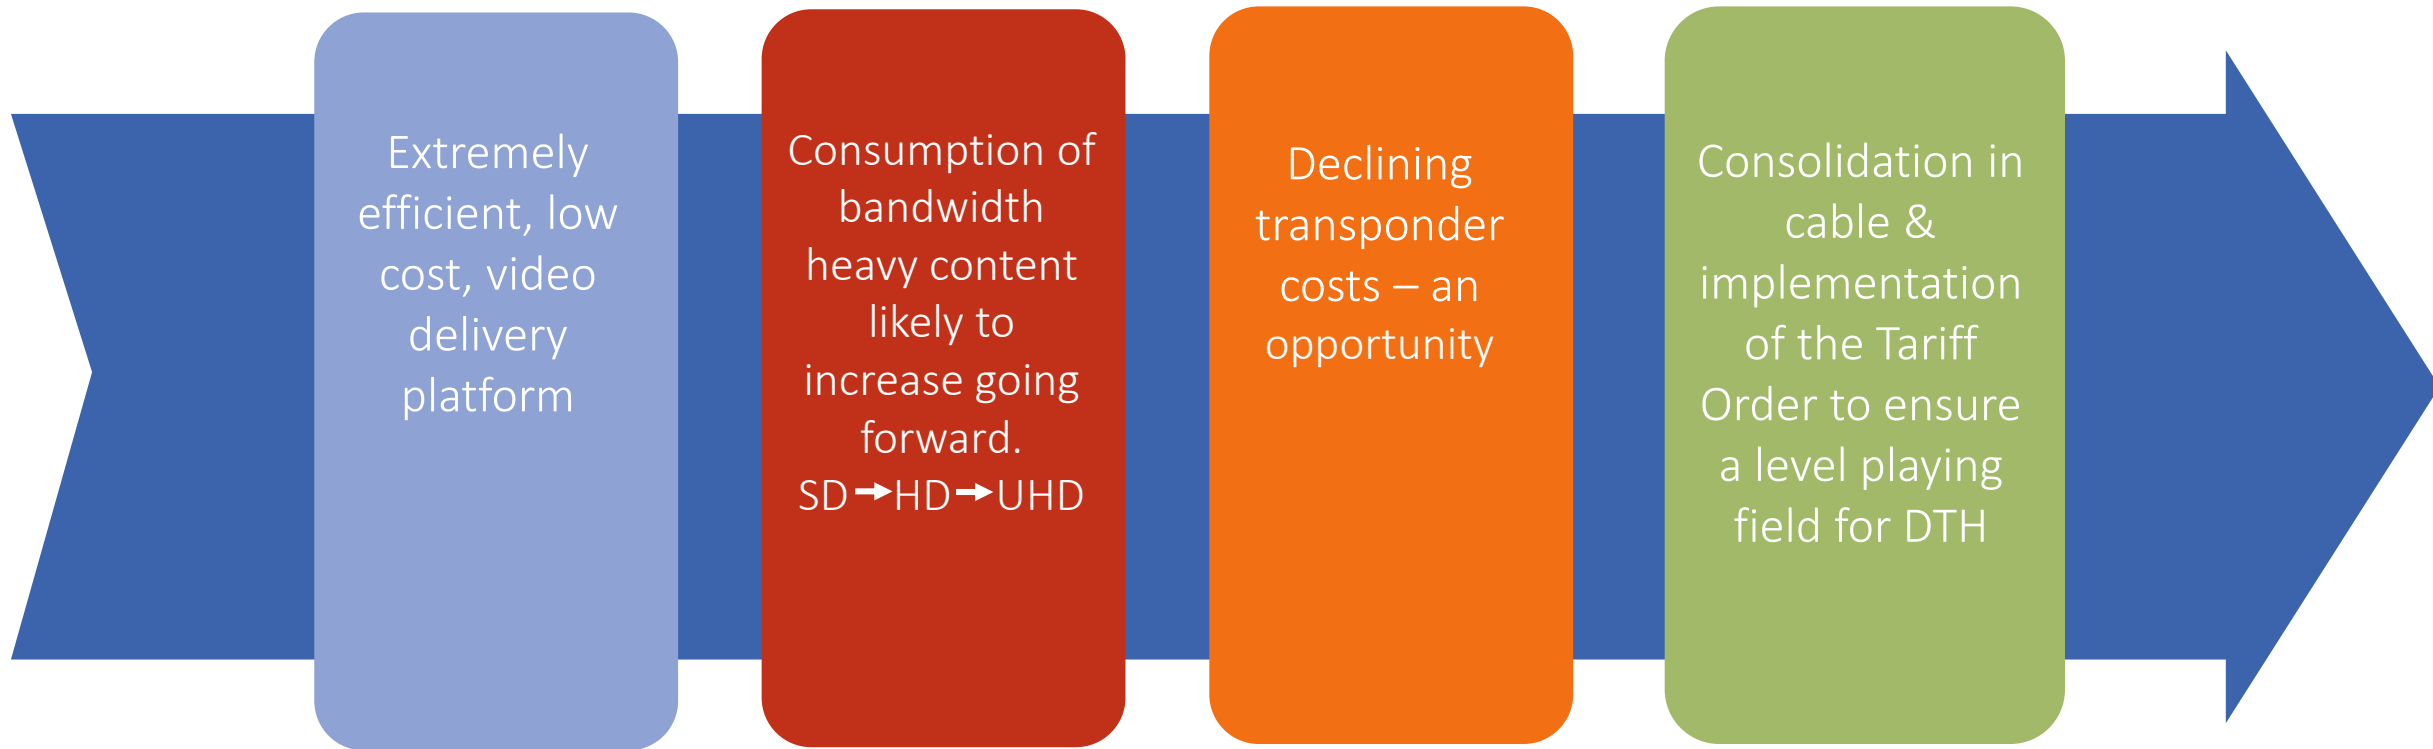 Extremely
efficient, low
cost, video
delivery
platform
Consumption of
bandwidth
heavy content
likely to
increase going
forward.
SD→HD→UHD
Declining
transponder
costs – an
opportunity
Consolidation in
cable &
implementation
of the Tariff
Order to ensure
a level playing
field for DTH